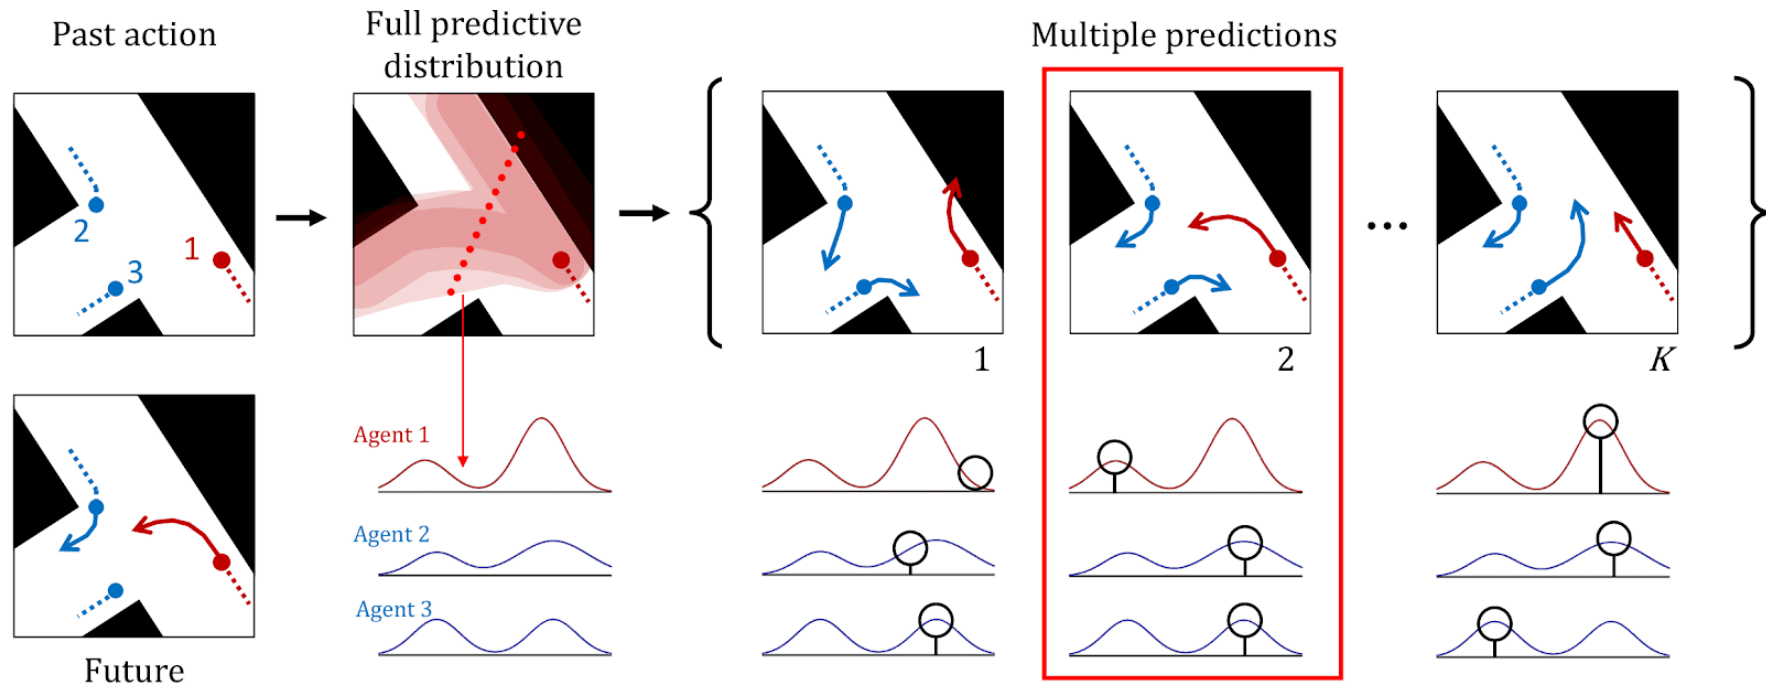 Past action
Full predictive
distribution
Multiple predictions
2
1
3
1
2
K
Agent 1
Agent 2
Agent 3
Future